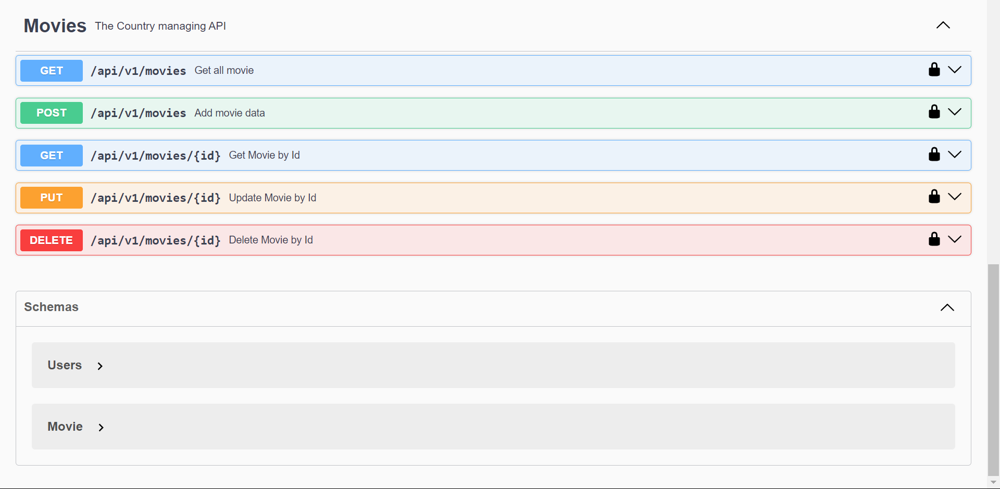 Movies The Country managing API
GET /api/v1/movies Get all movie
POST /api/v1/movies Add movie data
GET /api/v1/movies/{id} Get Movie by Id
PUT /api/v1/movies/{id} Update Movie by Id
DELETE /api/v1/movies/{id} Delete Movie by Id
Schemas
Users
Movie